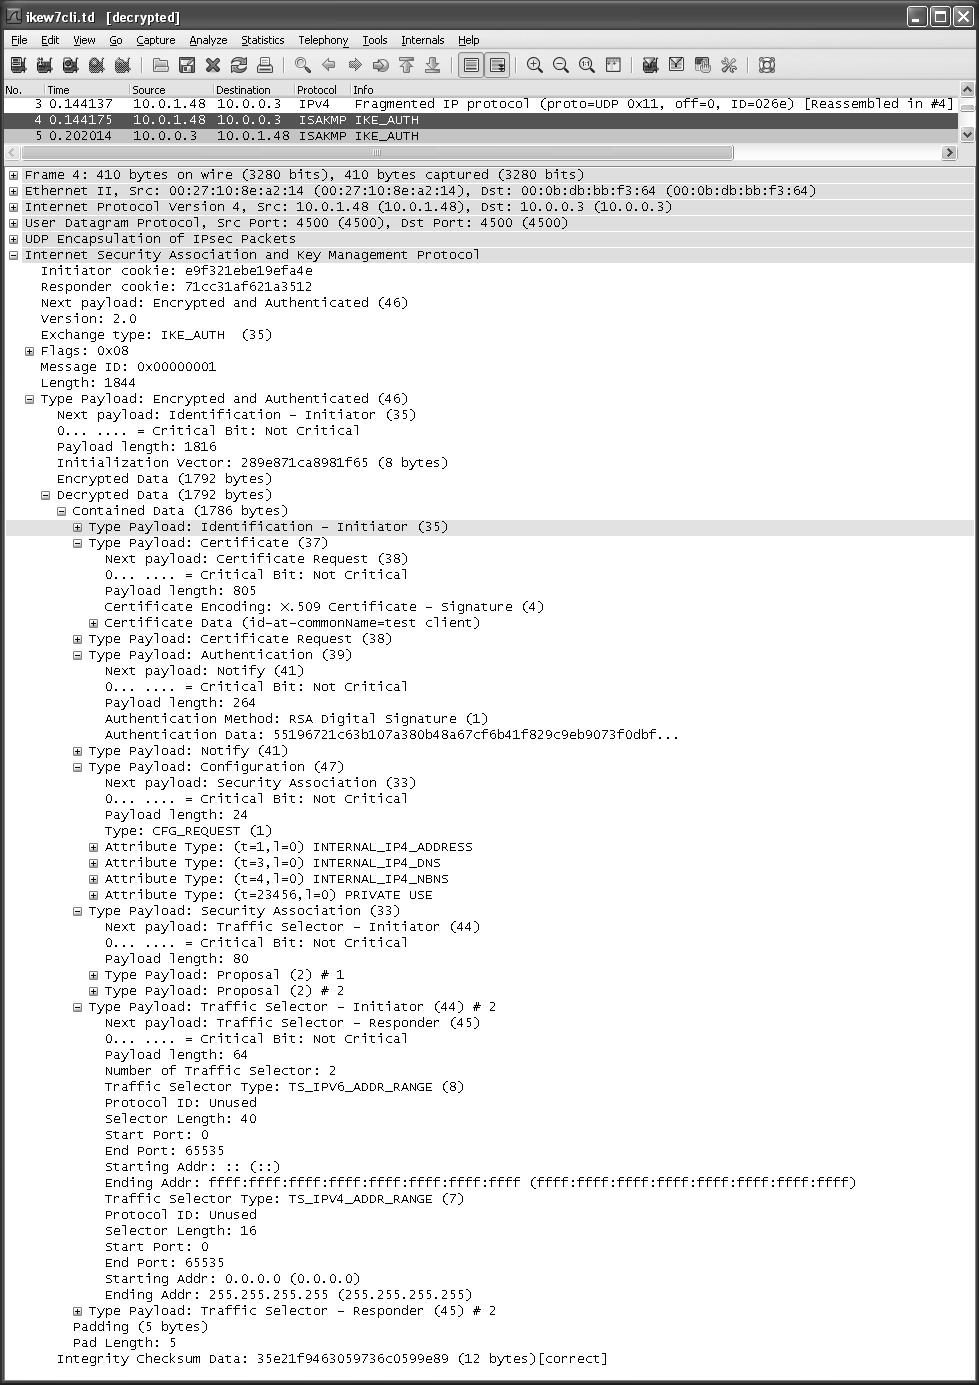 ikew7cli.td [decrypted]
File Edit View Go Capture Analyze Statistics Telephony Tools Internals Help
No. Time Source Destination Protocol Info
3 0.144137 10.0.1.48 10.0.0.3 IPv4 Fragmented IP protocol (proto=UDP 0x11, off=0, ID=026e) [Reassembled in #4]
4 0.144175 10.0.1.48 10.0.0.3 ISAKMP IKE_AUTH
5 0.202014 10.0.0.3 10.0.1.48 ISAKMP IKE_AUTH
Frame 4: 410 bytes on wire (3280 bits), 410 bytes captured (3280 bits)
Ethernet II, Src: 00:27:10:8e:a2:14 (00:27:10:8e:a2:14), Dst: 00:0b:db:bb:f3:64 (00:0b:db:bb:f3:64)
Internet Protocol Version 4, Src: 10.0.1.48 (10.0.1.48), Dst: 10.0.0.3 (10.0.0.3)
User Datagram Protocol, Src Port: 4500 (4500), Dst Port: 4500 (4500)
UDP Encapsulation of IPsec Packets
Internet Security Association and Key Management Protocol
Initiator cookie: e9f321ebe19efa4e
Responder cookie: 71cc31af621a3512
Next payload: Encrypted and Authenticated (46)
Version: 2.0
Exchange type: IKE_AUTH (35)
Flags: 0x08
Message ID: 0x00000001
Length: 1844
Type Payload: Encrypted and Authenticated (46)
Next payload: Identification - Initiator (35)
0... .... = Critical Bit: Not Critical
Payload length: 1816
Initialization Vector: 289e871ca8981f65 (8 bytes)
Encrypted Data (1792 bytes)
Decrypted Data (1792 bytes)
Contained Data (1786 bytes)
Type Payload: Identification - Initiator (35)
Type Payload: Certificate (37)
Next payload: Certificate Request (38)
0... .... = Critical Bit: Not Critical
Payload length: 805
Certificate Encoding: X.509 Certificate - Signature (4)
Certificate Data (id-at-commonName=test client)
Type Payload: Certificate Request (38)
Type Payload: Authentication (39)
Next payload: Notify (41)
0... .... = Critical Bit: Not Critical
Payload length: 264
Authentication Method: RSA Digital Signature (1)
Authentication Data: 55196721c63b107a380b48a67cf6b41f829c9eb9073f0dbf...
Type Payload: Notify (41)
Type Payload: Configuration (47)
Next payload: Security Association (33)
0... .... = Critical Bit: Not Critical
Payload length: 24
Type: CFG_REQUEST (1)
Attribute Type: (t=1,l=0) INTERNAL_IP4_ADDRESS
Attribute Type: (t=3,l=0) INTERNAL_IP4_DNS
Attribute Type: (t=4,l=0) INTERNAL_IP4_NBNS
Attribute Type: (t=23456,l=0) PRIVATE USE
Type Payload: Security Association (33)
Next payload: Traffic Selector - Initiator (44)
0... .... = Critical Bit: Not Critical
Payload length: 80
Type Payload: Proposal (2) # 1
Type Payload: Proposal (2) # 2
Type Payload: Traffic Selector - Initiator (44) # 2
Next payload: Traffic Selector - Responder (45)
0... .... = Critical Bit: Not Critical
Payload length: 64
Number of Traffic Selector: 2
Traffic Selector Type: TS_IPV6_ADDR_RANGE (8)
Protocol ID: Unused
Selector Length: 40
Start Port: 0
End Port: 65535
Starting Addr: :: (::)
Ending Addr: ffff:ffff:ffff:ffff:ffff:ffff:ffff:ffff (ffff:ffff:ffff:ffff:ffff:ffff:ffff:ffff)
Traffic Selector Type: TS_IPV4_ADDR_RANGE (7)
Protocol ID: Unused
Selector Length: 16
Start Port: 0
End Port: 65535
Starting Addr: 0.0.0.0 (0.0.0.0)
Ending Addr: 255.255.255.255 (255.255.255.255)
Type Payload: Traffic Selector - Responder (45) # 2
Padding (5 bytes)
Pad Length: 5
Integrity Checksum Data: 35e21f9463059736c0599e89 (12 bytes)[correct]